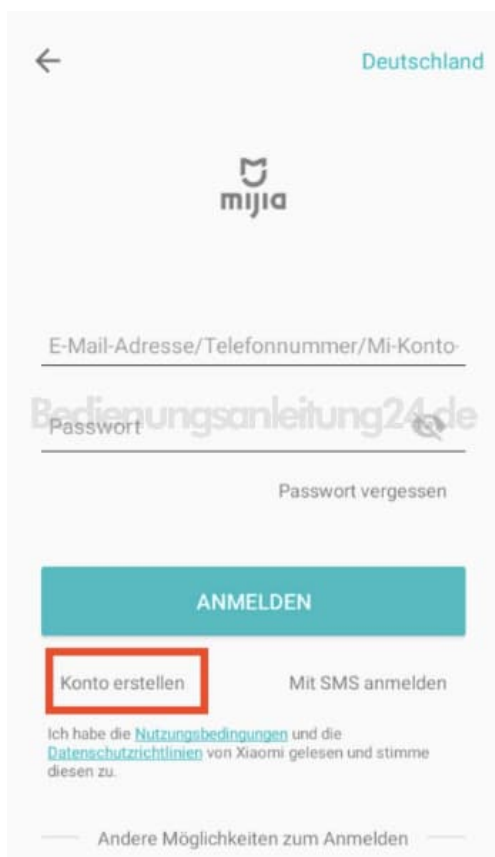 Deutschland
mijia
E-Mail-Adresse/Telefonnummer/Mi-Konto-
Bedienungsanleitung24.de
Passwort
Passwort vergessen
ANMELDEN
Konto erstellen
Mit SMS anmelden
Ich habe die Nutzungsbedingungen und die
Datenschutzrichtlinien von Xiaomi gelesen und stimme
diesen zu.
Andere Möglichkeiten zum Anmelden